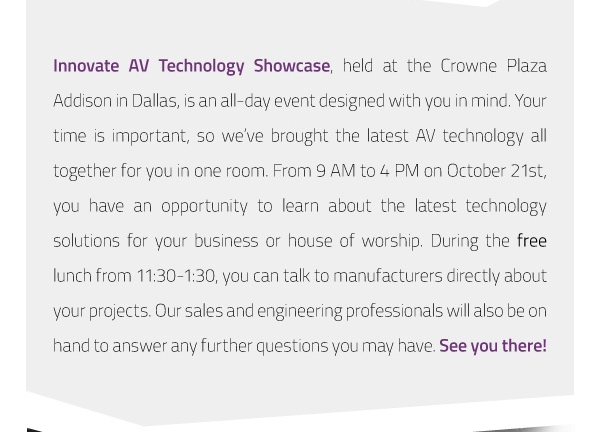 Innovate AV Technology Showcase, held at the Crowne Plaza
Addison in Dallas, is an all-day event designed with you in mind. Your
time is important, so we've brought the latest AV technology all
together for you in one room. From 9 AM to 4 PM on October 21st,
you have an opportunity to learn about the latest technology
solutions for your business or house of worship. During the free
lunch from 11:30-1:30, you can talk to manufacturers directly about
your projects. Our sales and engineering professionals will also be on
hand to answer any further questions you may have. See you there!